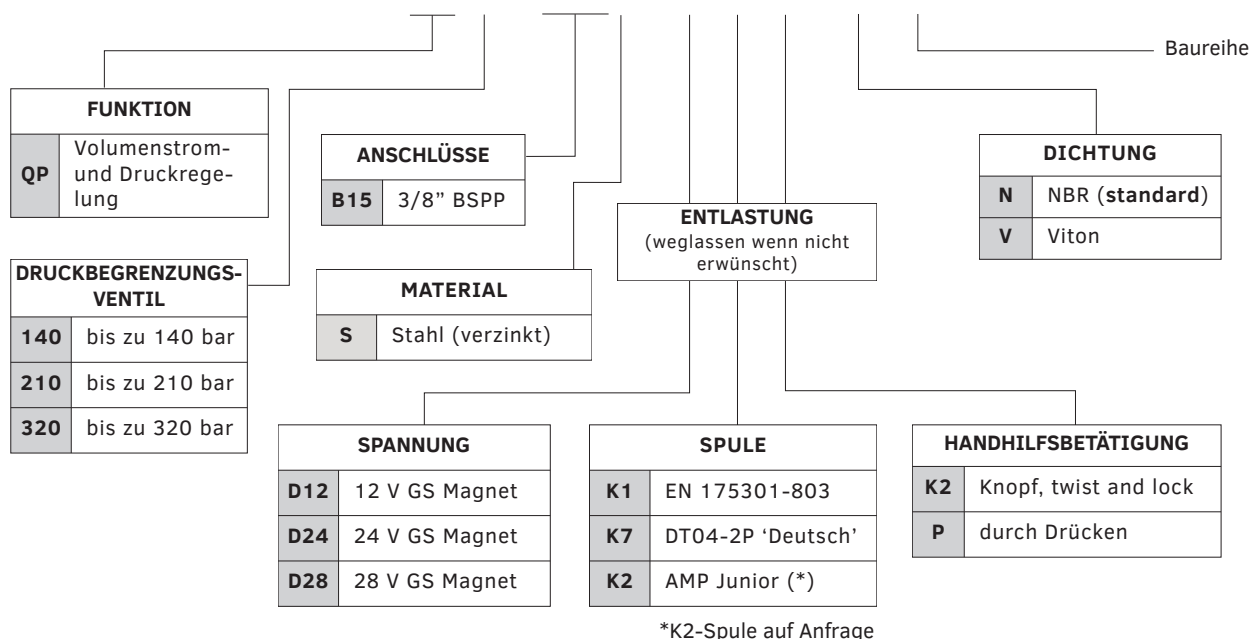 Baureihe
FUNKTION
QP Volumenstrom-
und Druckrege-
lung
ANSCHLÜSSE
B15 3/8” BSPP
DICHTUNG
N NBR (standard)
V Viton
ENTLASTUNG
(weglassen wenn nicht
erwünscht)
DRUCKBEGRENZUNGS-
VENTIL
140 bis zu 140 bar
210 bis zu 210 bar
320 bis zu 320 bar
MATERIAL
S Stahl (verzinkt)
SPANNUNG
D12 12 V GS Magnet
D24 24 V GS Magnet
D28 28 V GS Magnet
SPULE
K1 EN 175301-803
K7 DT04-2P ‘Deutsch’
K2 AMP Junior (*)
HANDHILFSBETÄTIGUNG
K2 Knopf, twist and lock
P durch Drücken
*K2-Spule auf Anfrage